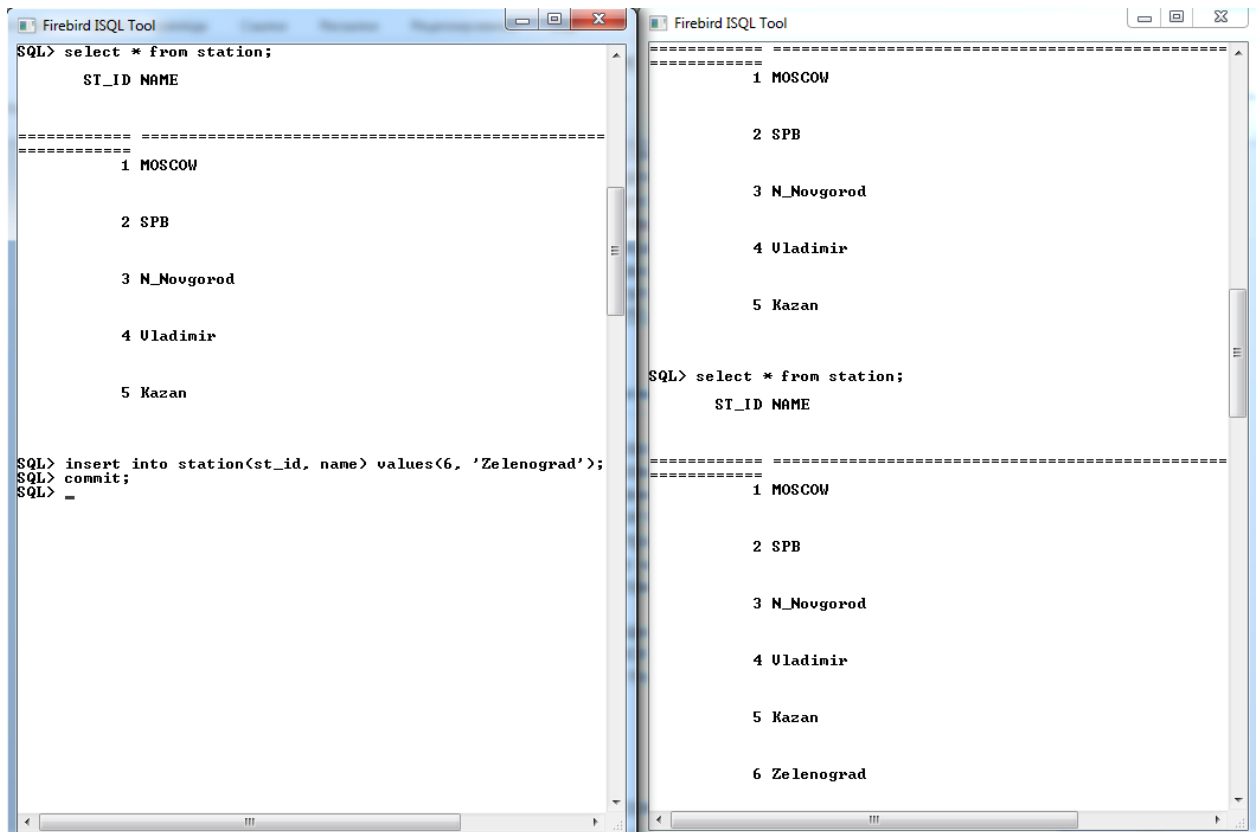 Firebird ISQL Tool
SQL> select * from station;
ST_ID NAME
============ =================================================
============
1 MOSCOW
2 SPB
3 N_Novgorod
4 Vladimir
5 Kazan
SQL> insert into station(st_id, name) values(6, 'Zelenograd');
SQL> commit;
SQL> _
Firebird ISQL Tool
============ ================================================
============
1 MOSCOW
2 SPB
3 N_Novgorod
4 Vladimir
5 Kazan
SQL> select * from station;
ST_ID NAME
============ ================================================
============
1 MOSCOW
2 SPB
3 N_Novgorod
4 Vladimir
5 Kazan
6 Zelenograd